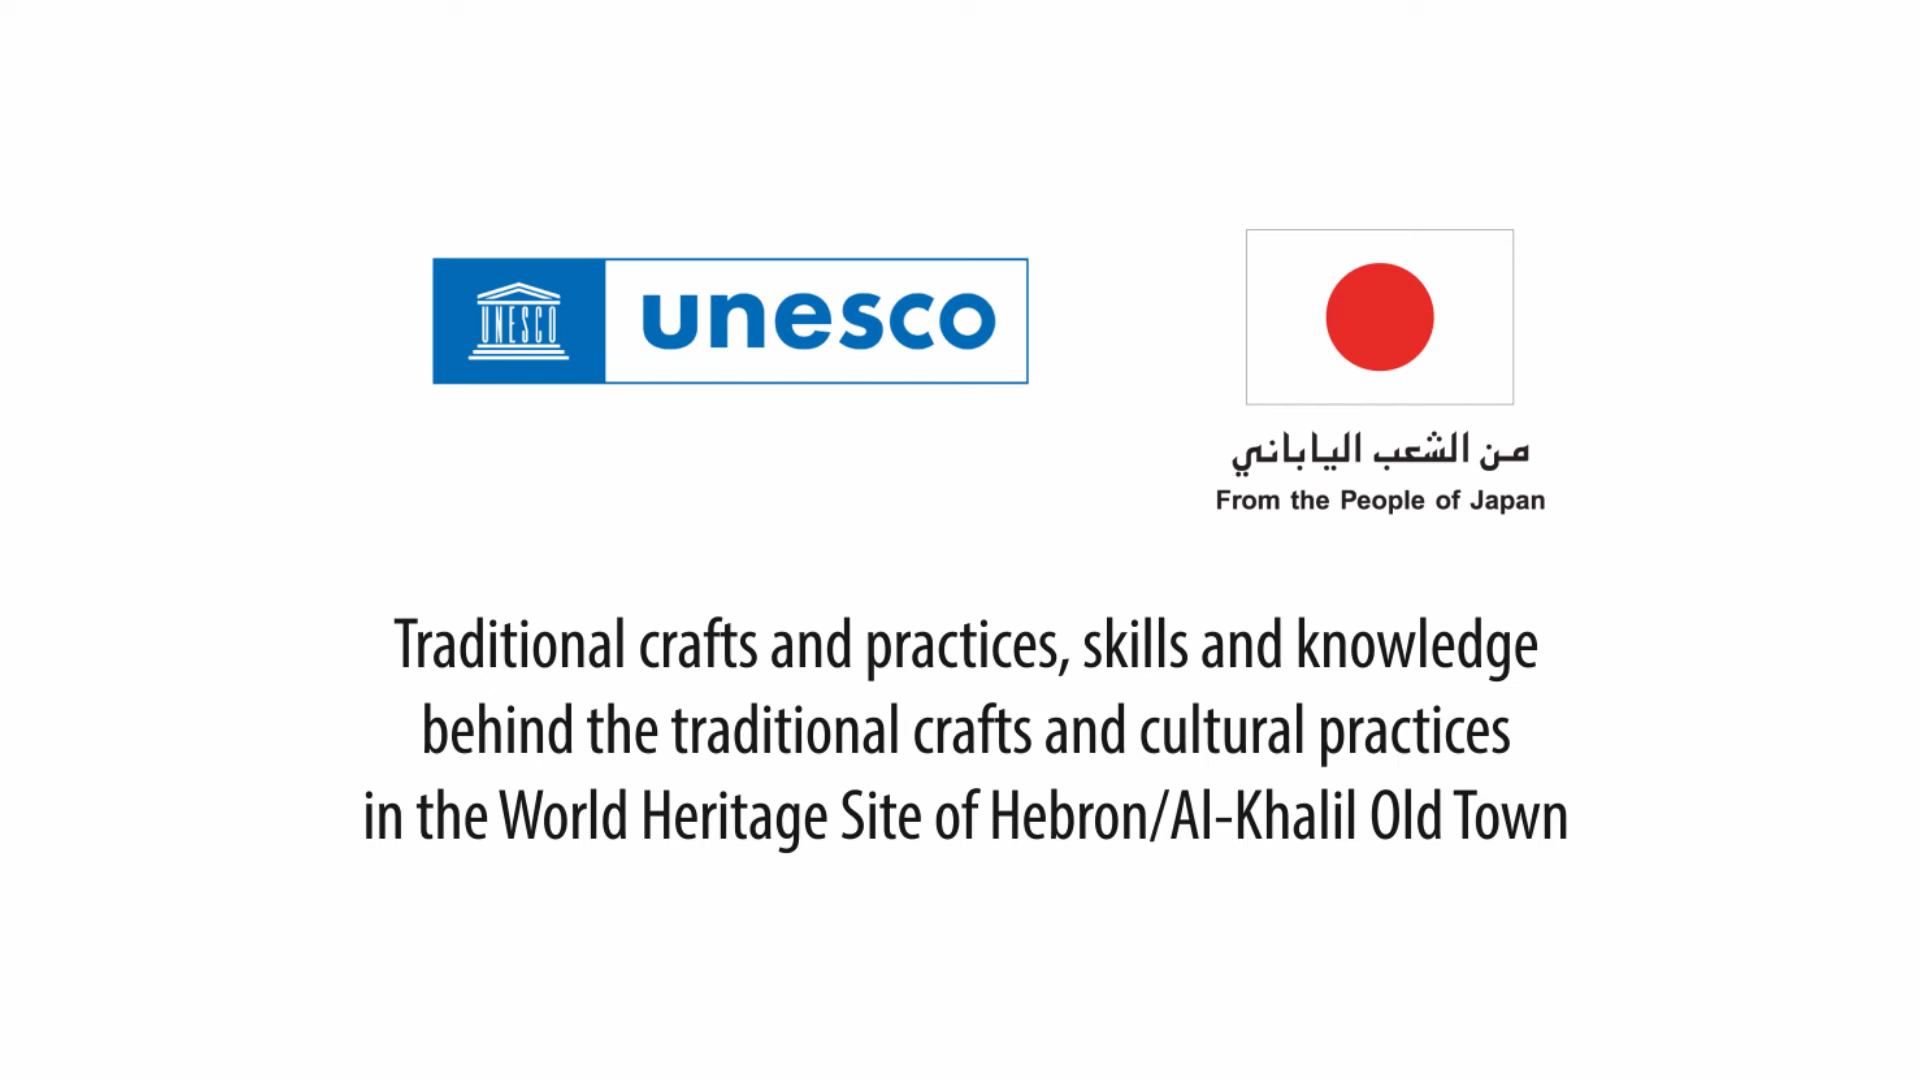 UNESCO
unesco
من الشعب الياباني
From the People of Japan
Traditional crafts and practices, skills and knowledge
behind the traditional crafts and cultural practices
in the World Heritage Site of Hebron/Al-Khalil Old Town